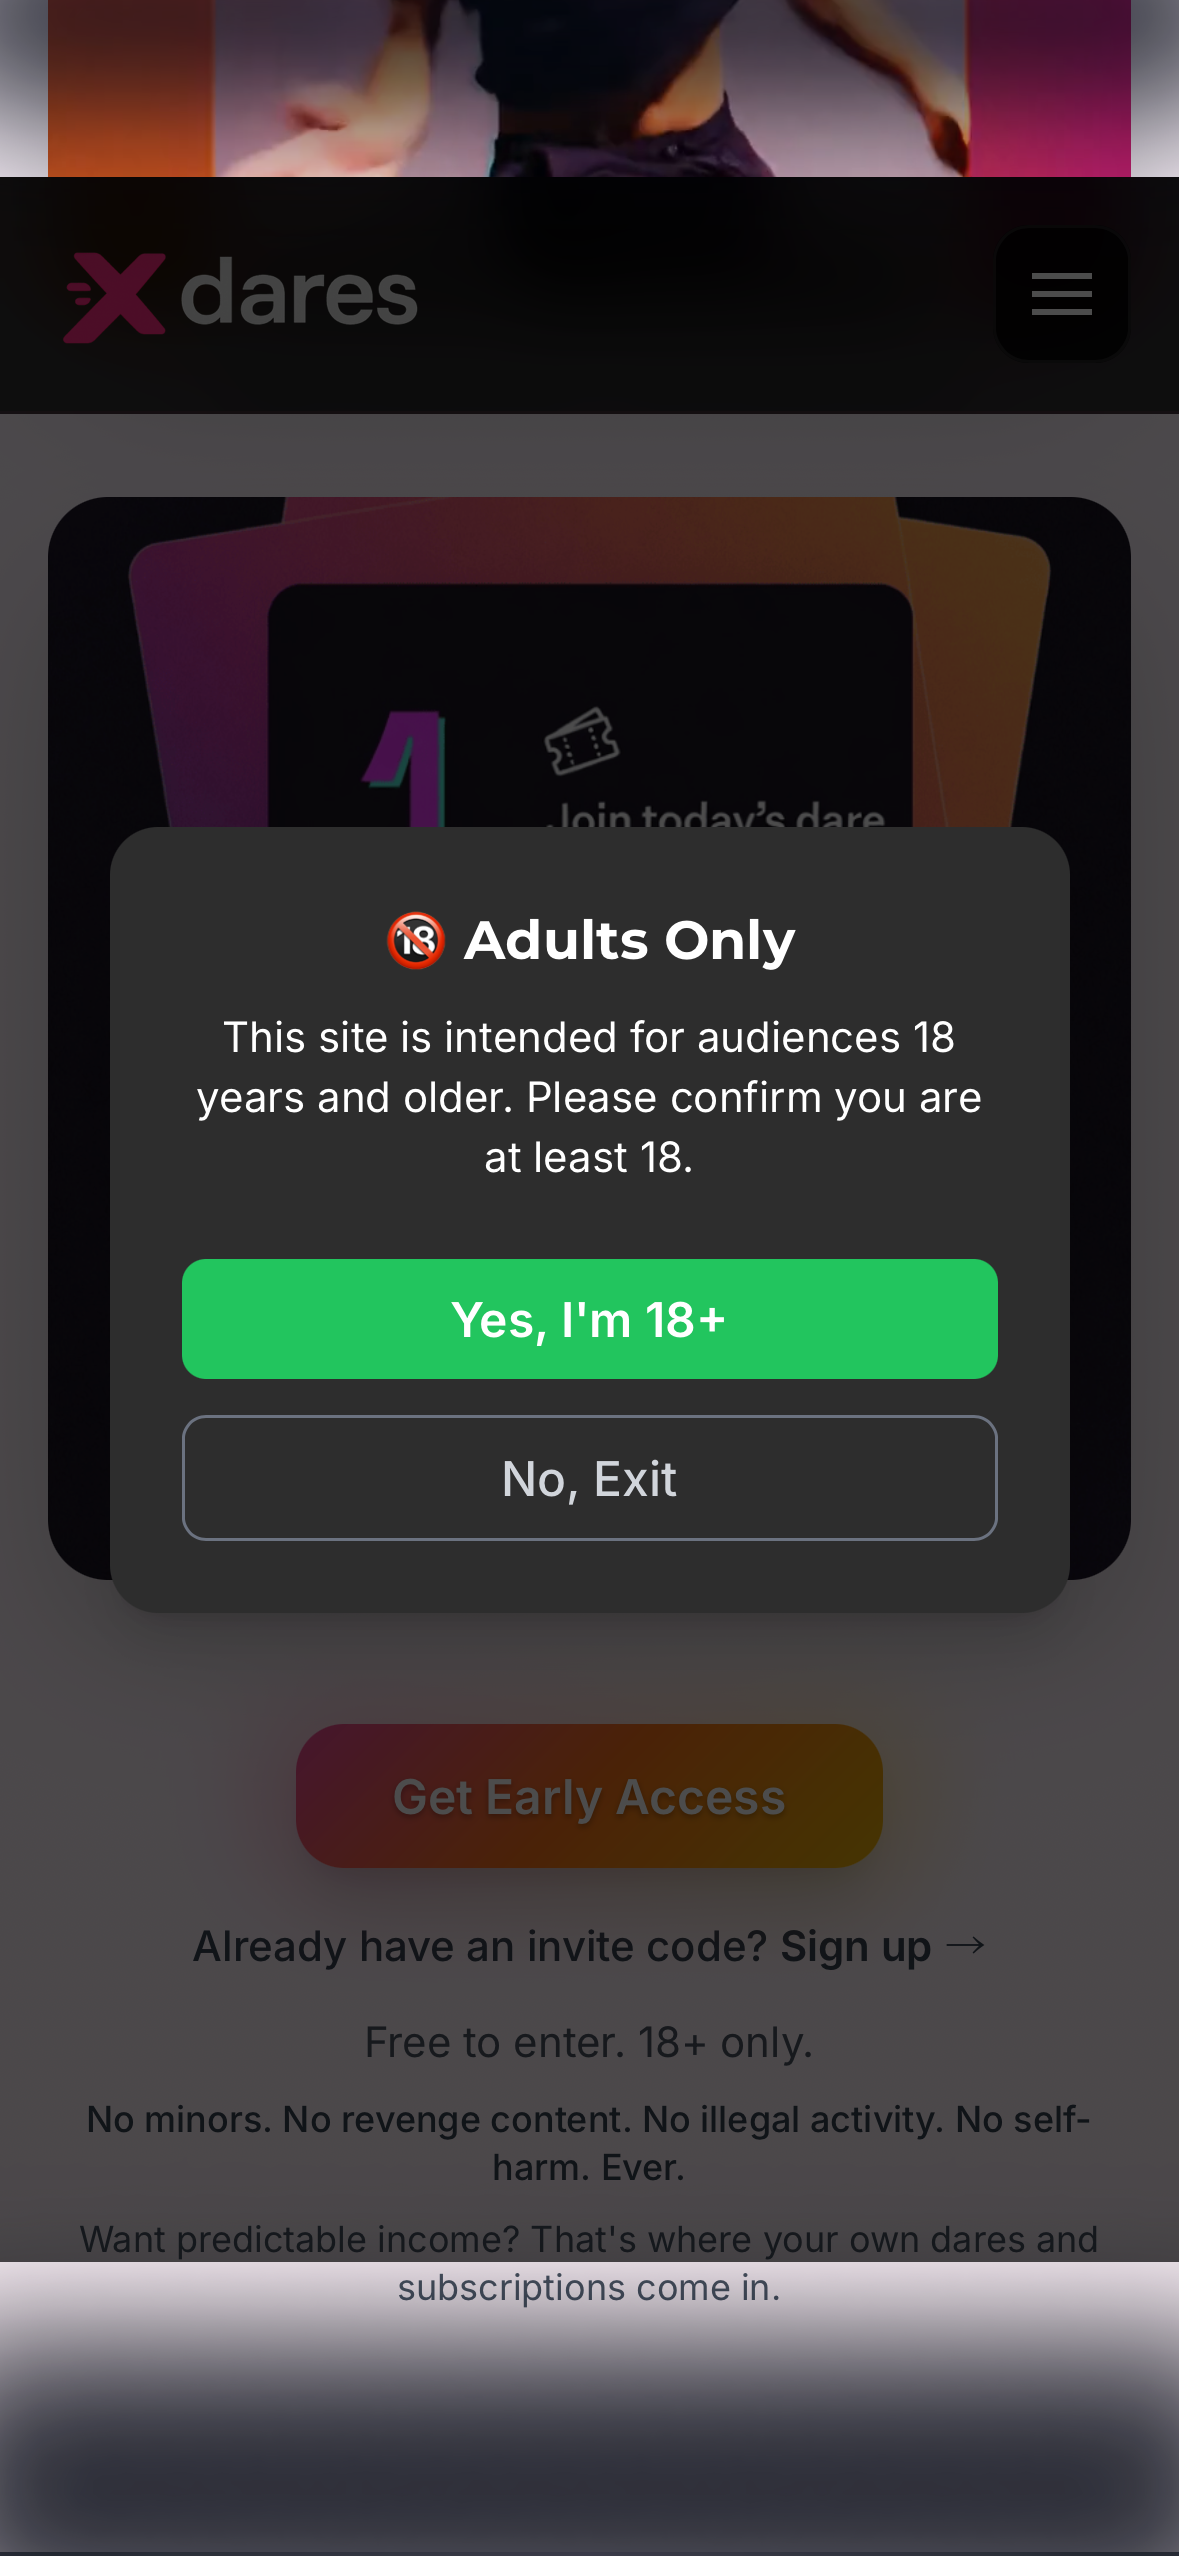 dares
1
Join today’s dare
🔞 Adults Only
This site is intended for audiences 18
years and older. Please confirm you are
at least 18.
Yes, I'm 18+
No, Exit
Get Early Access
Already have an invite code? Sign up →
Free to enter. 18+ only.
No minors. No revenge content. No illegal activity. No self-
harm. Ever.
Want predictable income? That's where your own dares and
subscriptions come in.